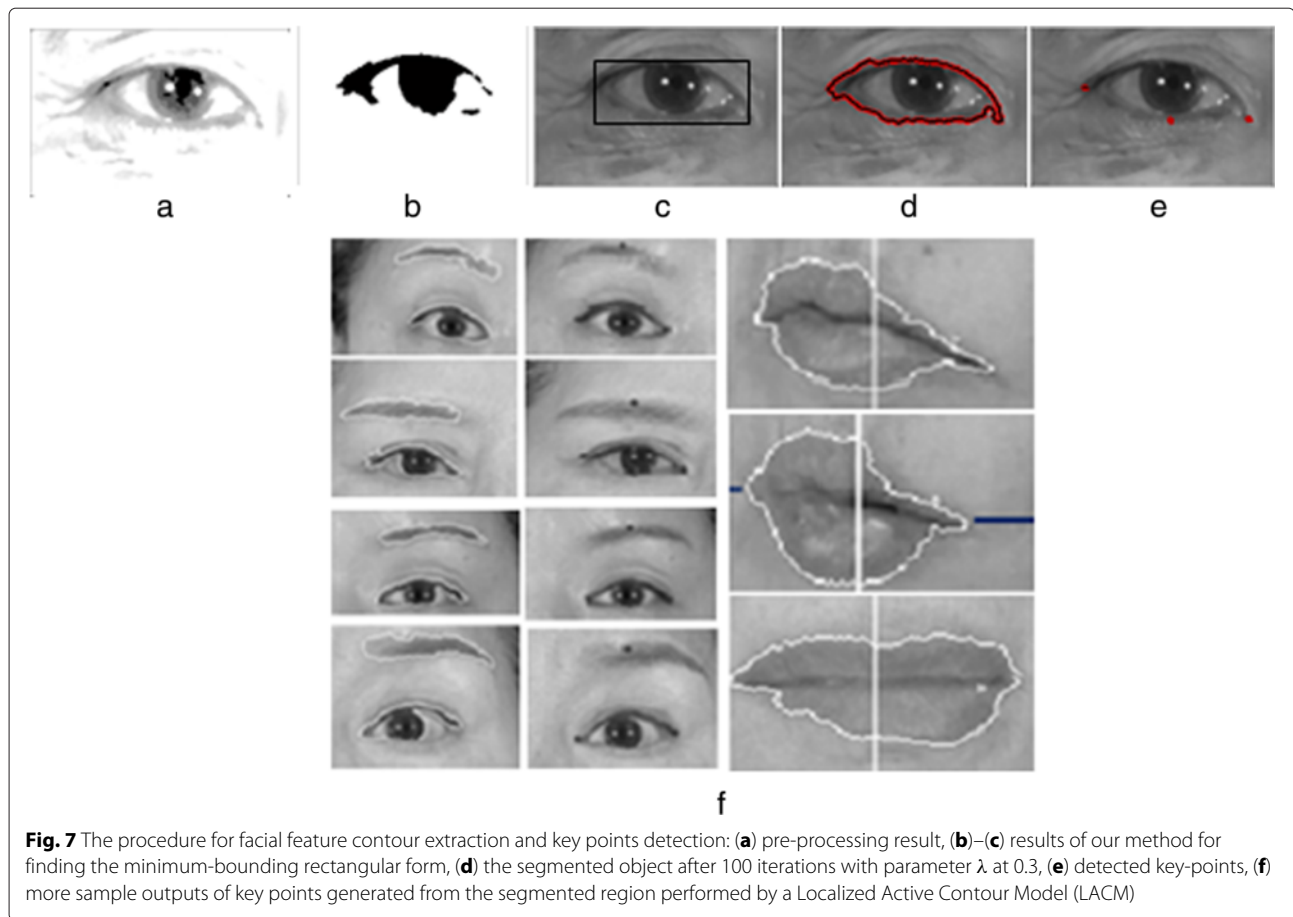 a
b
c
d
e
f
Fig. 7 The procedure for facial feature contour extraction and key points detection: (a) pre-processing result, (b)–(c) results of our method for
finding the minimum-bounding rectangular form, (d) the segmented object after 100 iterations with parameter λ at 0.3, (e) detected key-points, (f)
more sample outputs of key points generated from the segmented region performed by a Localized Active Contour Model (LACM)